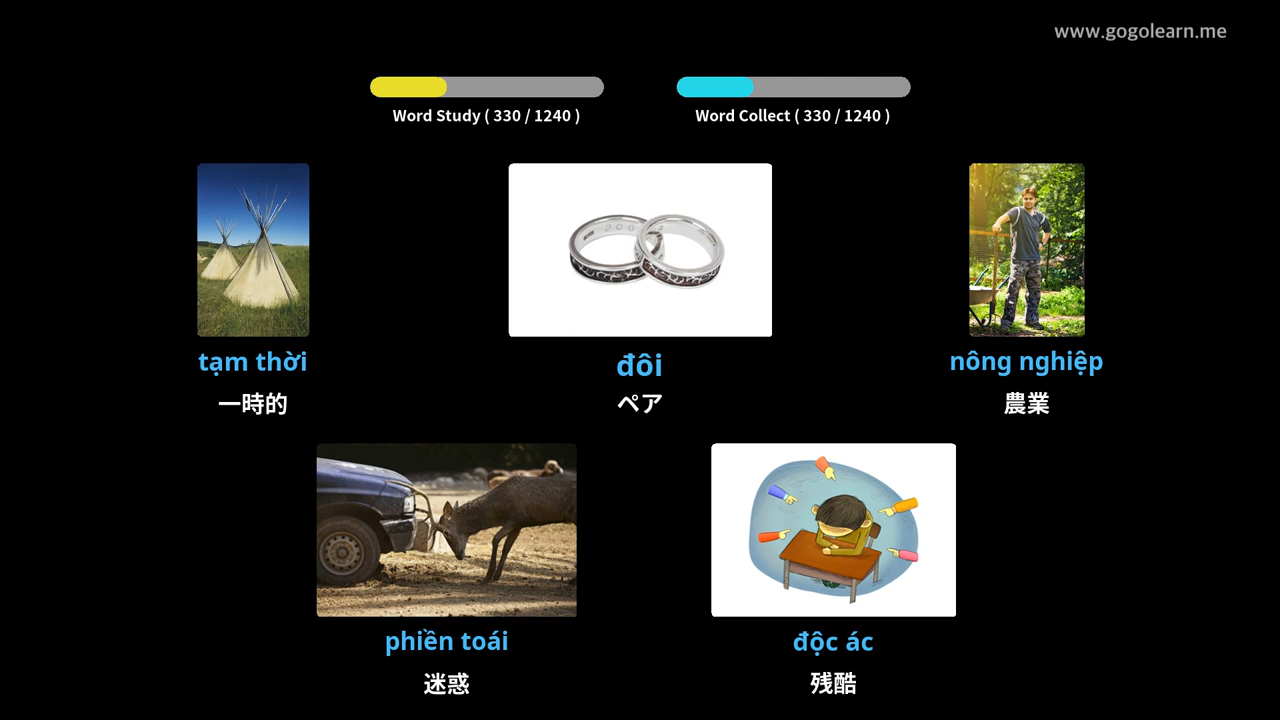 www.gogolearn.me
Word Study ( 330 / 1240 )
Word Collect ( 330 / 1240 )
tạm thời
一時的
đôi
ペア
nông nghiệp
農業
phiền toái
迷惑
độc ác
残酷